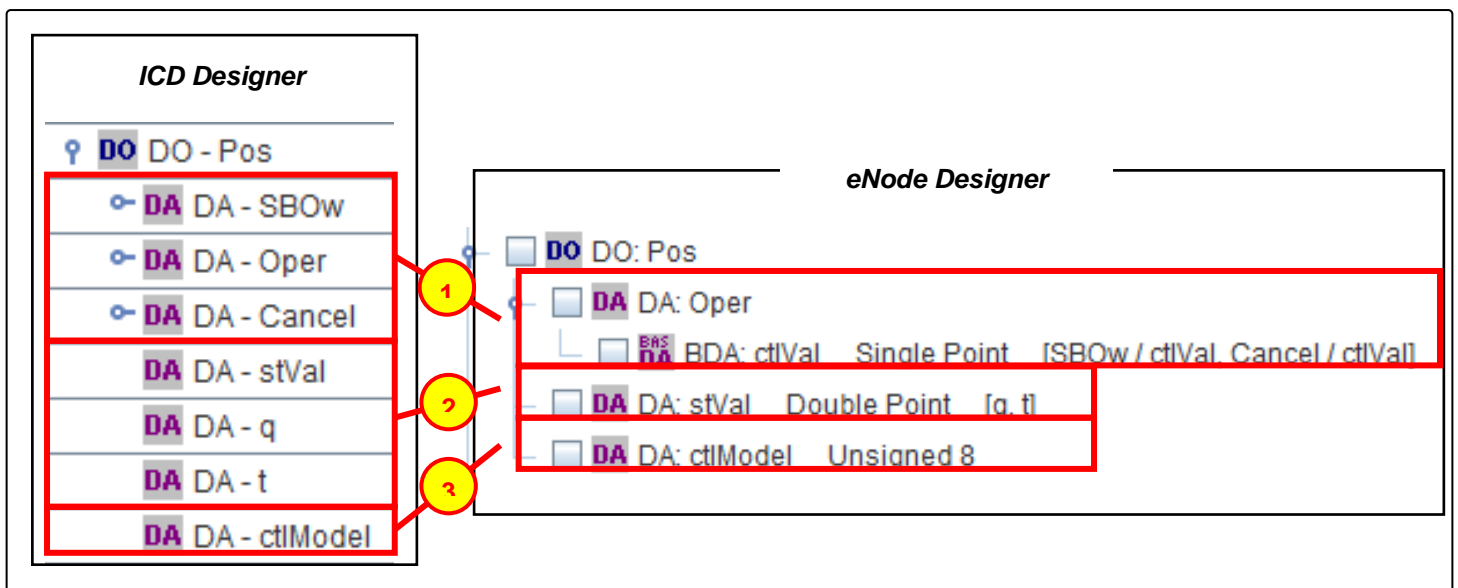 ICD Designer
DO DO - Pos
DA DA - SBOw
DA DA - Oper
DA DA - Cancel
DA DA - stVal
DA DA - q
DA DA - t
DA DA - ctlModel
1
2
3
eNode Designer
DO DO: Pos
DA DA: Oper
BAS DA BDA: ctlVal Single Point [SBOw / ctlVal, Cancel / ctlVal]
DA DA: stVal Double Point [q, t]
DA DA: ctlModel Unsigned 8